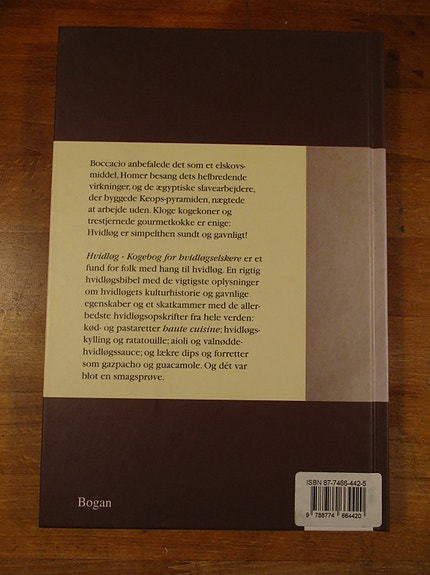 Boccacio anbefalede det som et elskovs-
middel, Homer besang dets helbredende
virkninger, og de ægyptiske slavearbejdere,
der byggede Keops-pyramiden, nægtede
at arbejde uden. Kloge kogekoner og
trestjernede gourmetkokke er enige:
Hvidløg er simpelthen sundt og gavnligt!
Hvidløg - Kogebog for hvidløgselskere er et
fund for folk med hang til hvidløg. En rigtig
hvidløgsbibel med de vigtigste oplysninger
om hvidløgets kulturhistorie og gavnlige
egenskaber og et skatkammer med de aller-
bedste hvidløgsopskrifter fra hele verden:
kød- og pastaretter haute cuisine; hvidløgs-
kylling og ratatouille; aioli og valnødde-
hvidløgssauce; og lækre dips og forretter
som gazpacho og guacamole. Og dét var
blot en smagsprøve.
ISBN 87-7466-442-5
9 788774 664420
Bogan